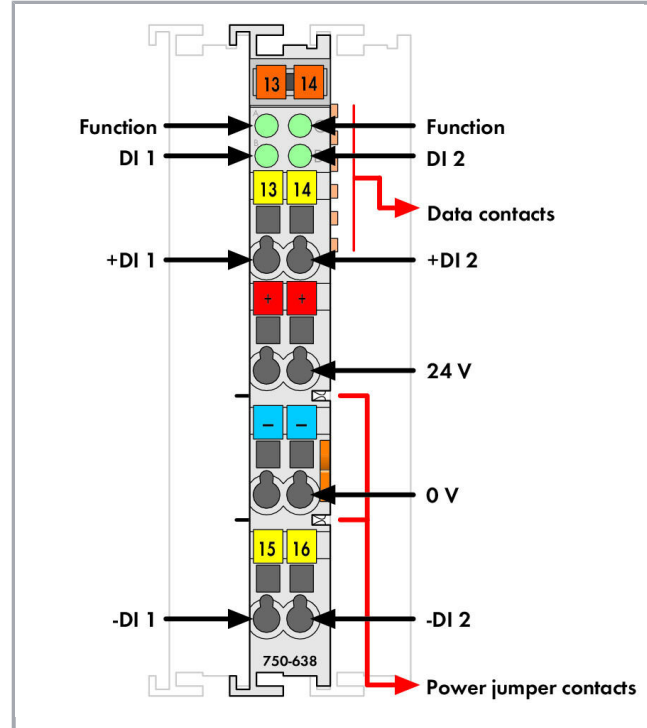 13 14
Function
Function
A
B
DI 1
DI 2
13 14
Data contacts
+DI 1
+DI 2
+ +
24 V
– –
0 V
15 16
-DI 1
-DI 2
750-638
Power jumper contacts